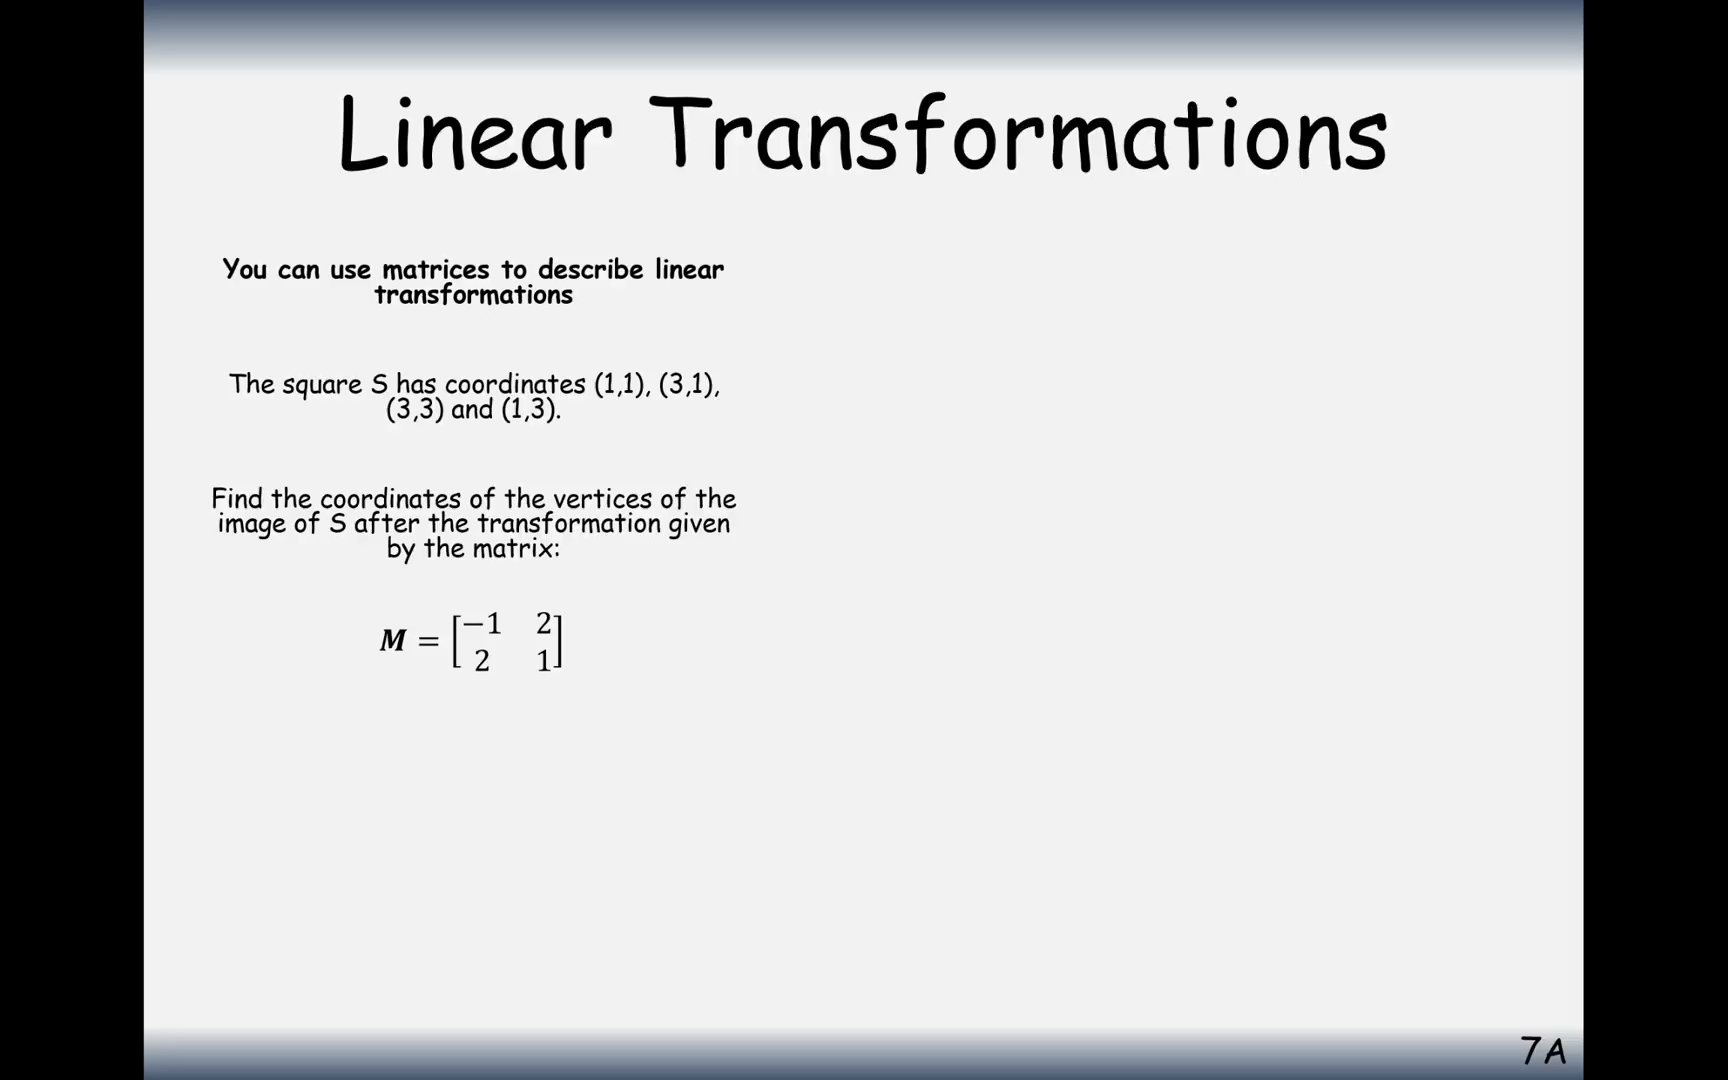 Linear Transformations
You can use matrices to describe linear
transformations
The square S has coordinates (1,1), (3,1),
(3,3) and (1,3).
Find the coordinates of the vertices of the
image of S after the transformation given
by the matrix:
M = [−1 2
2 1]
7A